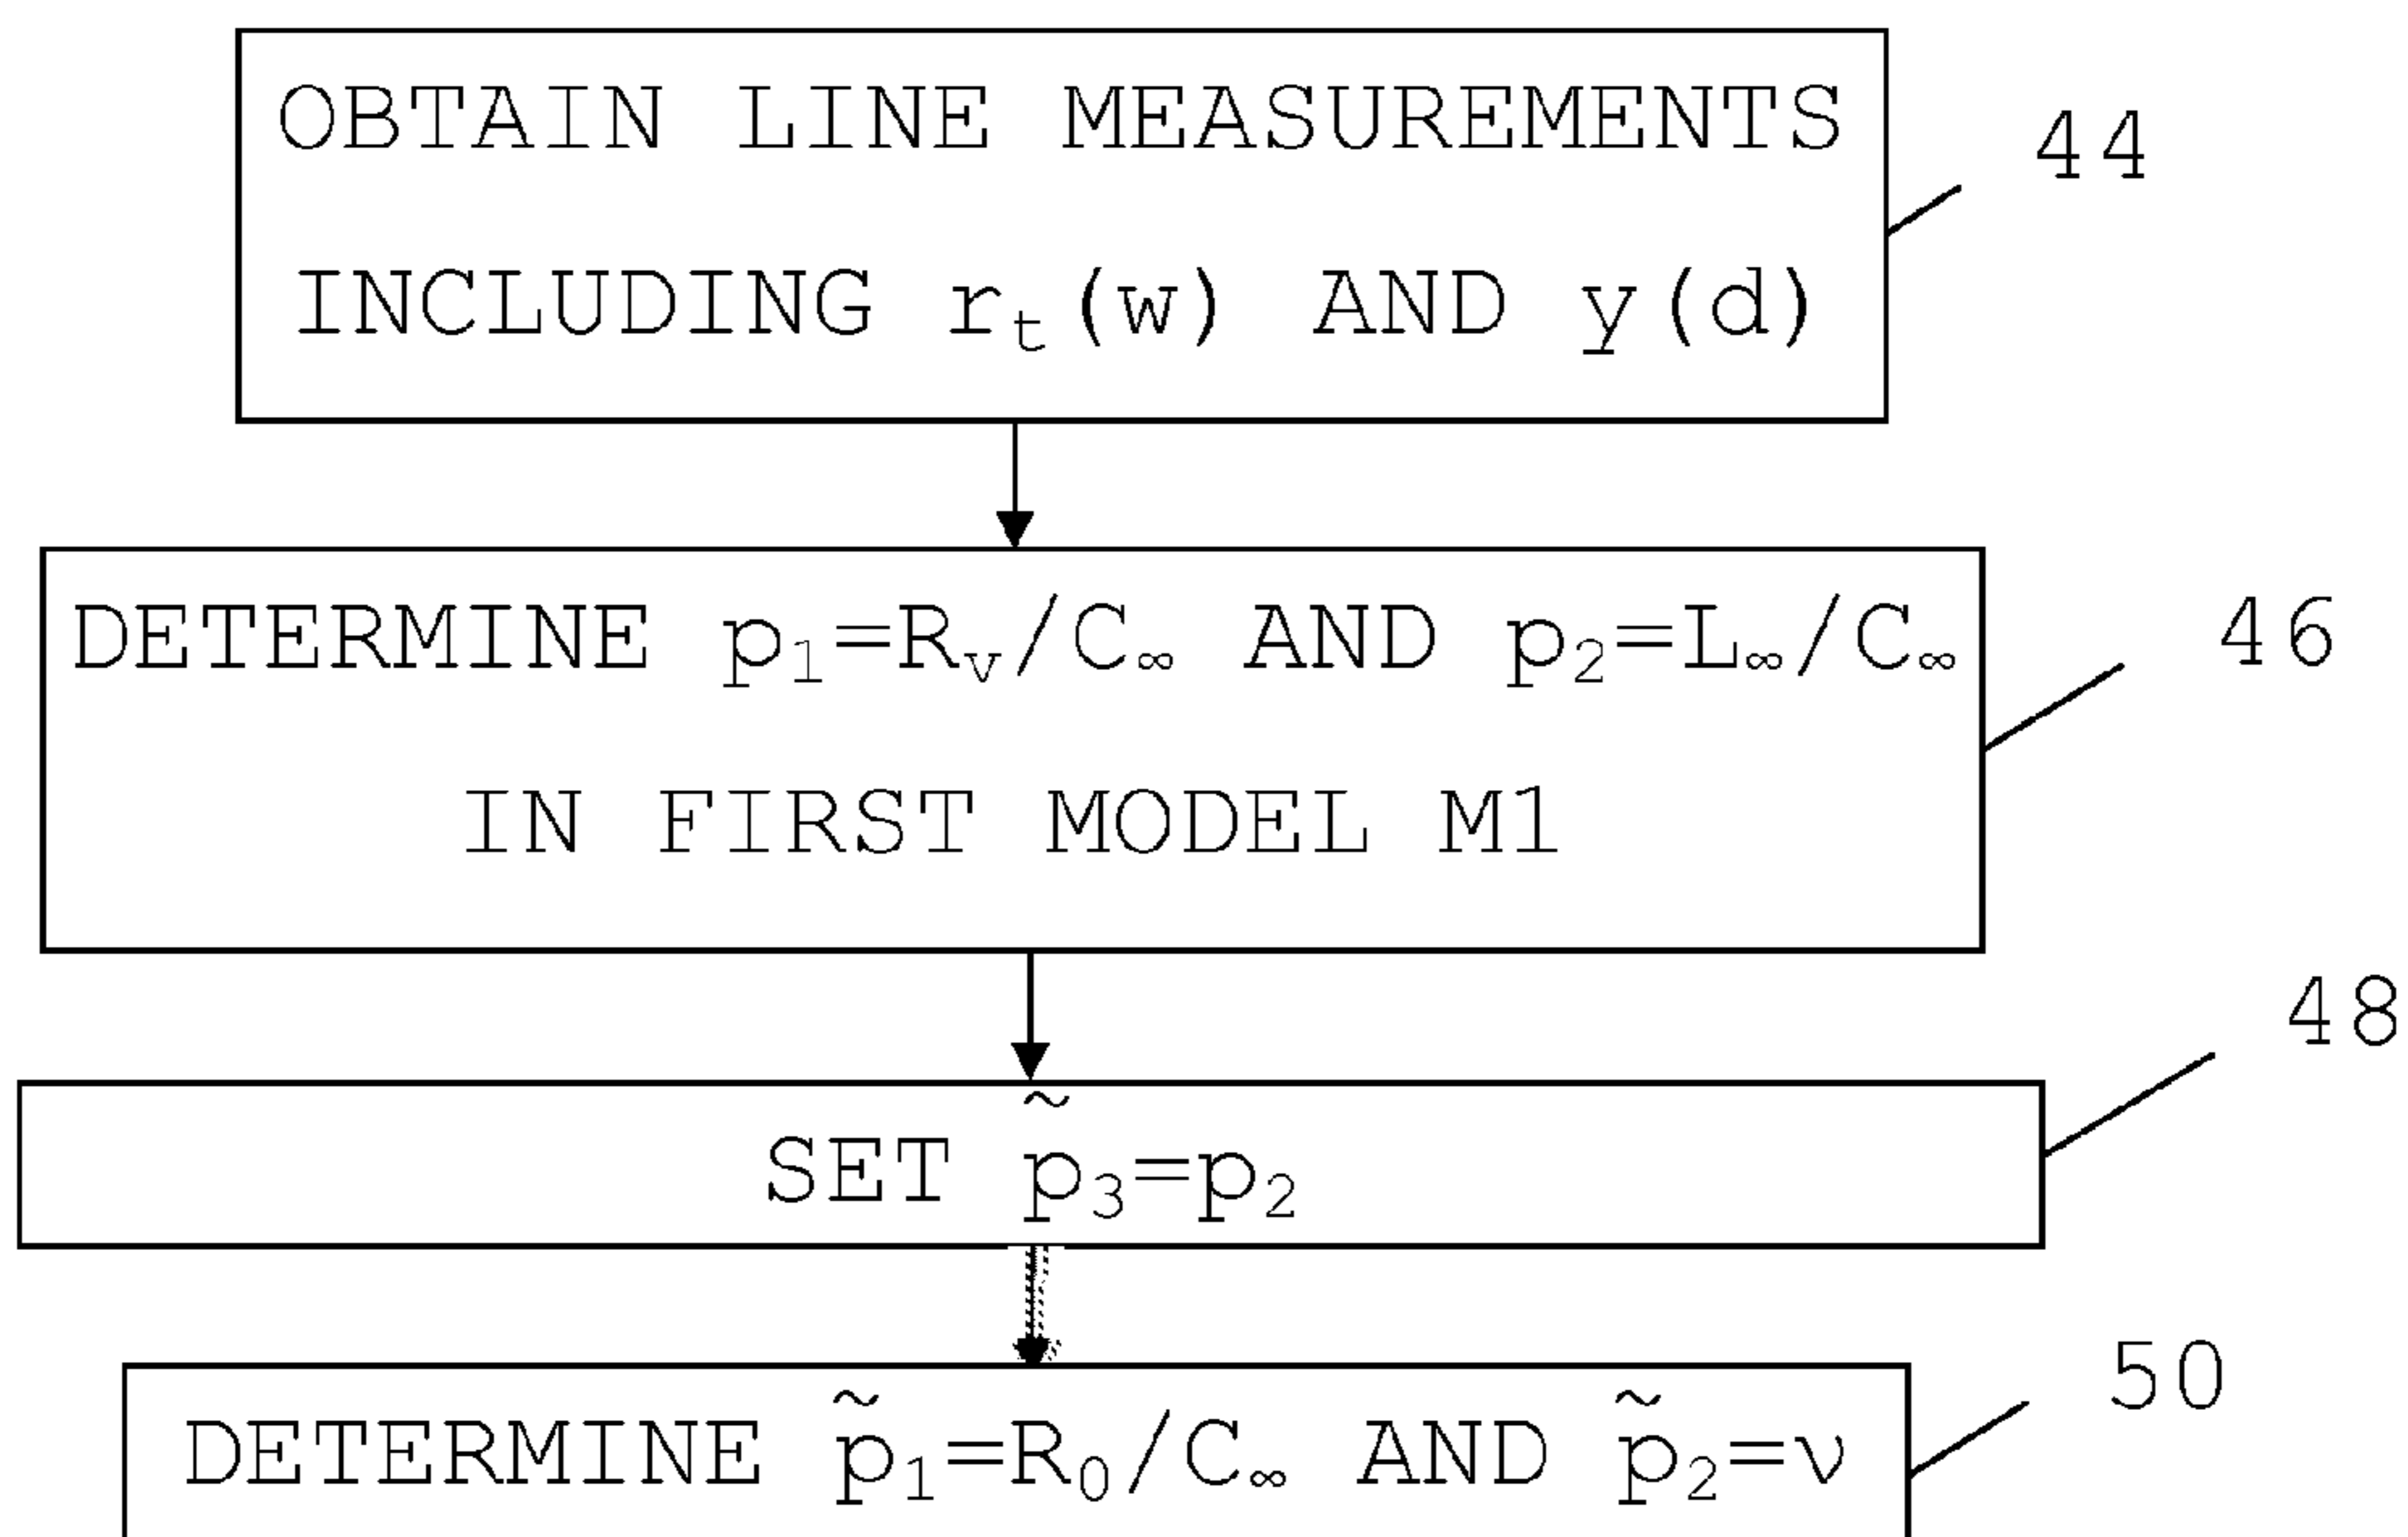 OBTAIN LINE MEASUREMENTS
INCLUDING rₜ(w) AND y(d)
44
DETERMINE p₁=Rᵥ/C∞ AND p₂=L∞/C∞
IN FIRST MODEL M1
46
48
SET p̃₃=p₂
50
DETERMINE p̃₁=R₀/C∞ AND p̃₂=ν